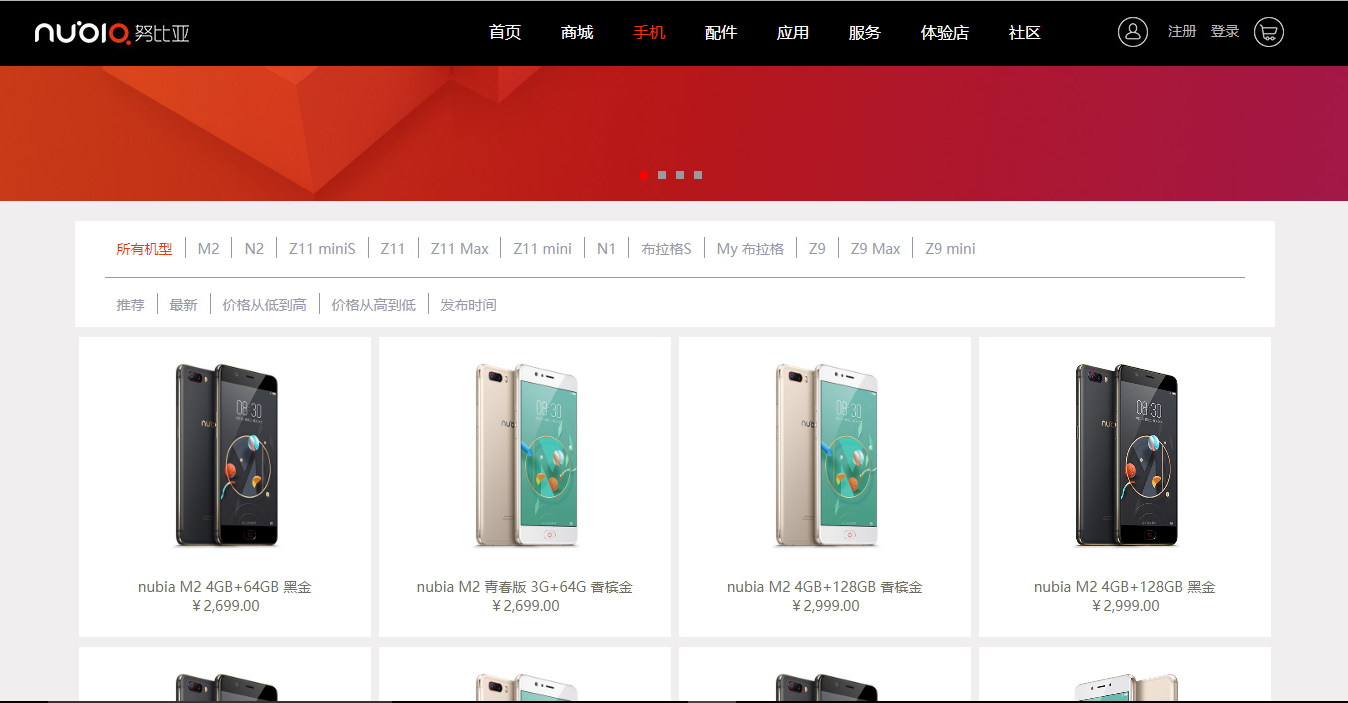 nubia 努比亚 首页 商城 手机 配件 应用 服务 体验店 社区 注册 登录
所有机型 M2 N2 Z11 miniS Z11 Z11 Max Z11 mini N1 布拉格S My 布拉格 Z9 Z9 Max Z9 mini
推荐 最新 价格从低到高 价格从高到低 发布时间
08:30 08:30 08:30 08:30
nubia M2 4GB+64GB 黑金 nubia M2 青春版 3G+64G 香槟金 nubia M2 4GB+128GB 香槟金 nubia M2 4GB+128GB 黑金
¥2,699.00 ¥2,699.00 ¥2,999.00 ¥2,999.00